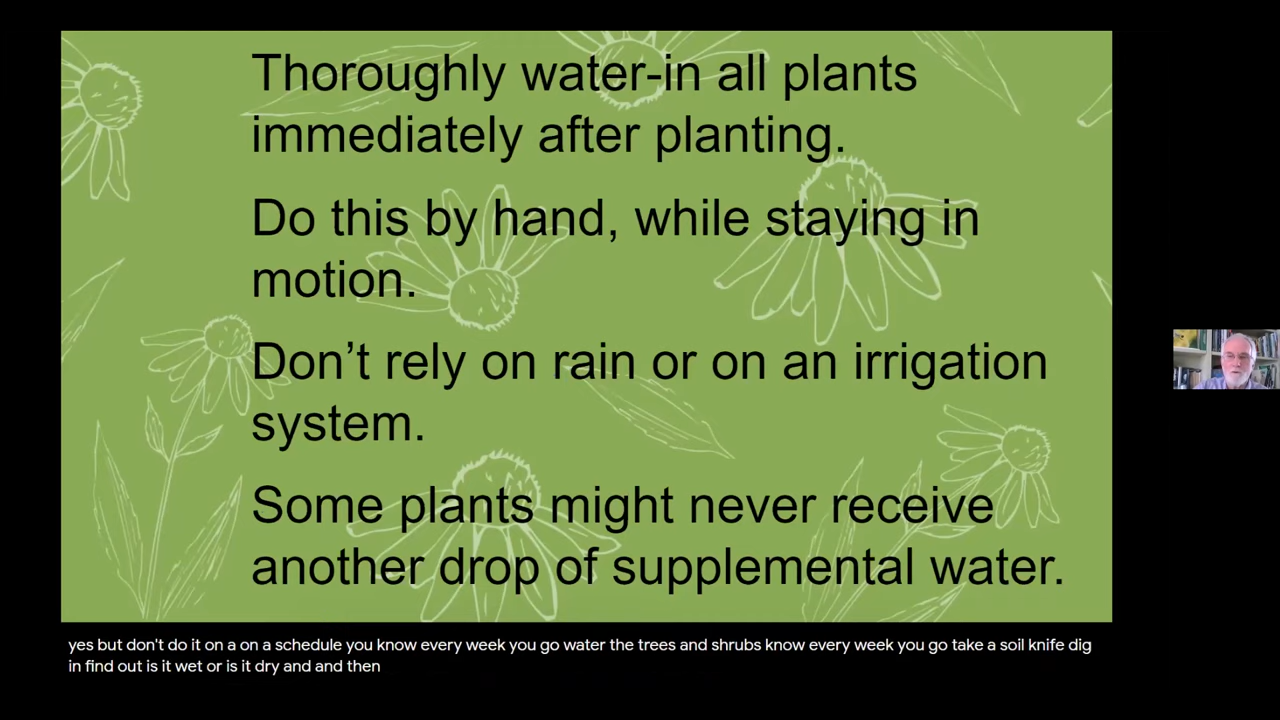 Thoroughly water-in all plants
immediately after planting.
Do this by hand, while staying in
motion.
Don’t rely on rain or on an irrigation
system.
Some plants might never receive
another drop of supplemental water.
yes but don't do it on a on a schedule you know every week you go water the trees and shrubs know every week you go take a soil knife dig
in find out is it wet or is it dry and and then